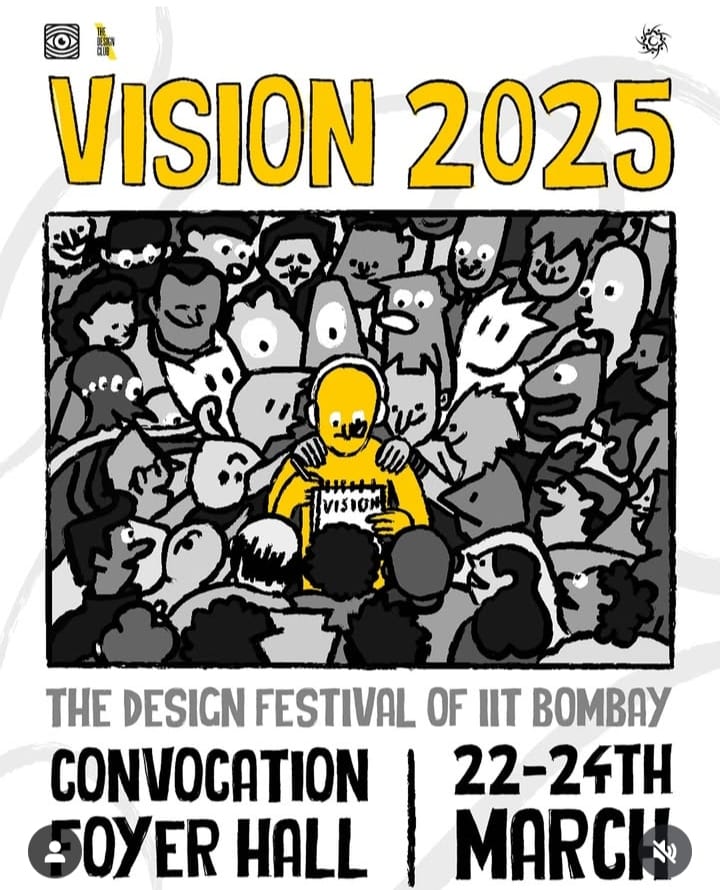 THE
DESIGN
CLUB
VISION 2025
VISION
THE DESIGN FESTIVAL OF IIT BOMBAY
CONVOCATION
FOYER HALL
22-24TH
MARCH